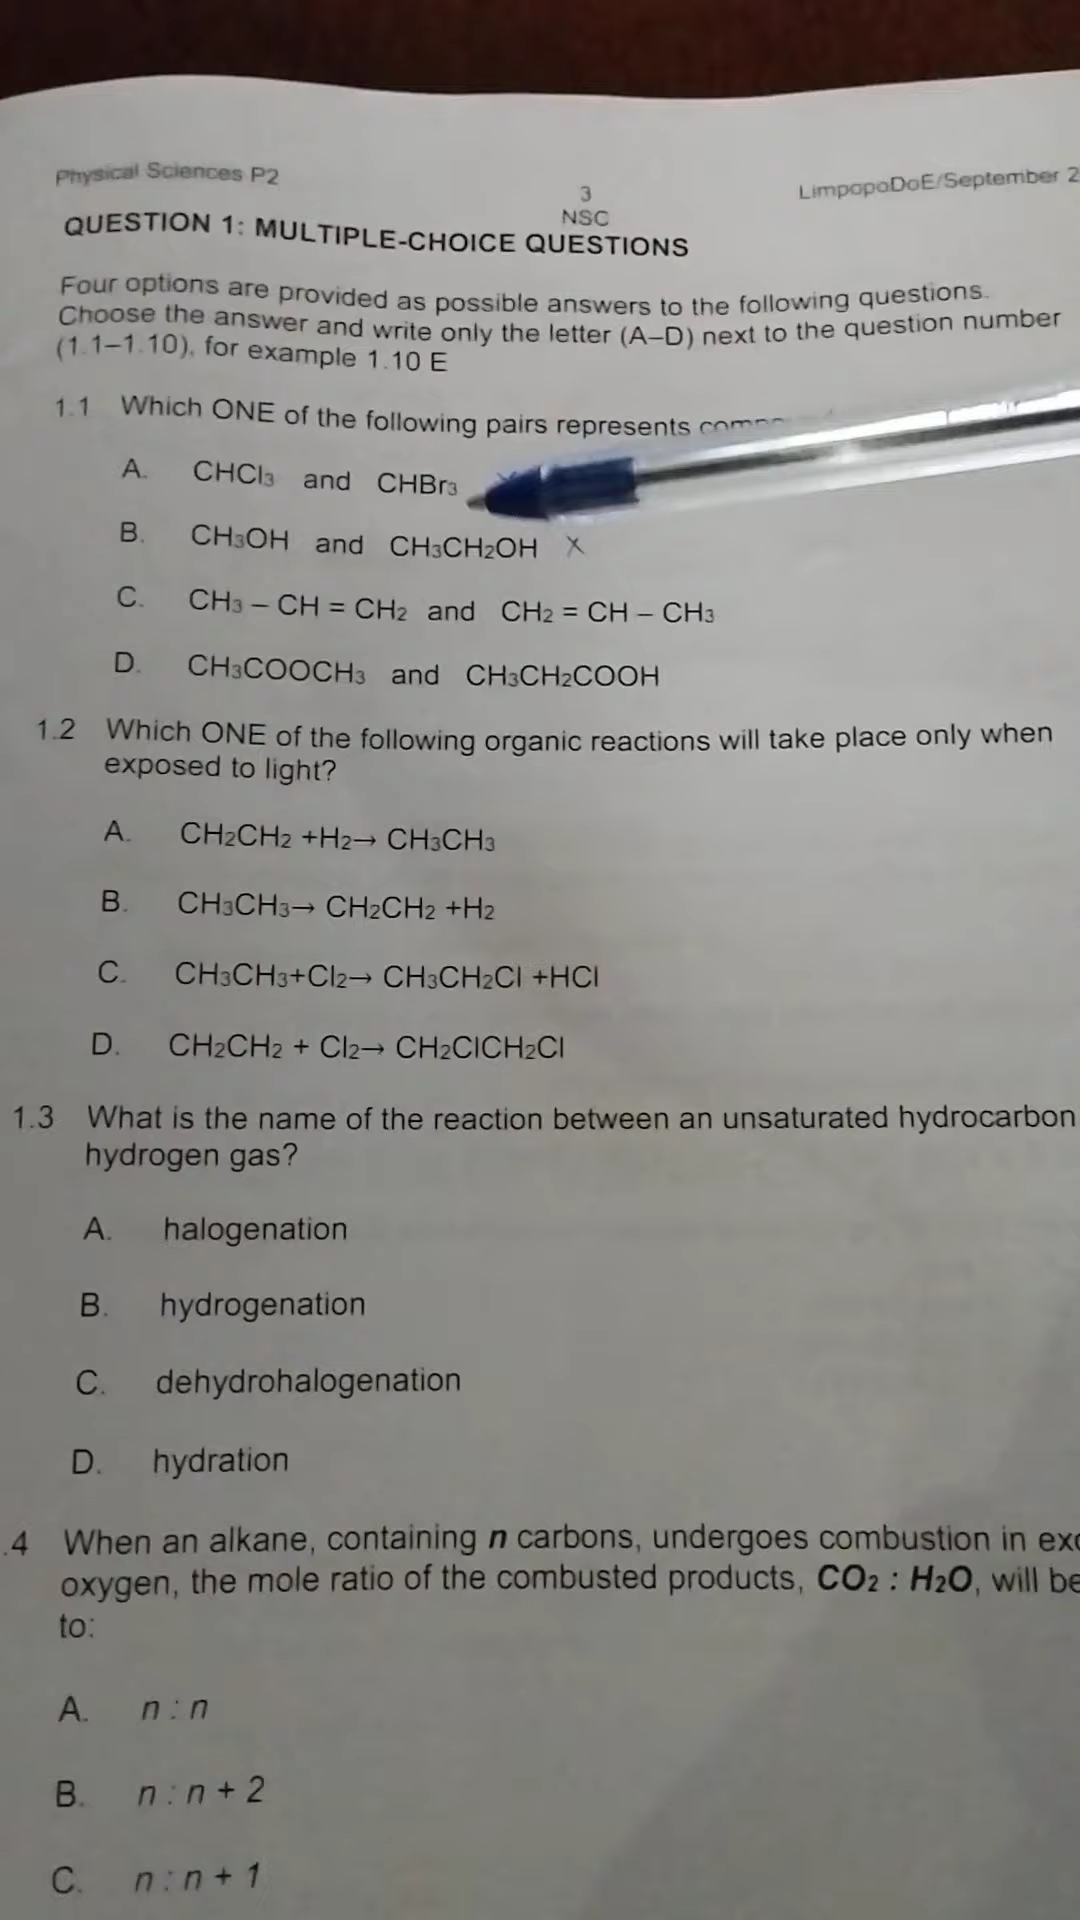 Physical Sciences P2
3
LimpopoDoE/September 2
NSC
QUESTION 1: MULTIPLE-CHOICE QUESTIONS
Four options are provided as possible answers to the following questions.
Choose the answer and write only the letter (A–D) next to the question number
(1.1–1.10), for example 1.10 E
1.1 Which ONE of the following pairs represents
A. CHCl₃ and CHBr₃
B. CH₃OH and CH₃CH₂OH X
C. CH₃ – CH = CH₂ and CH₂ = CH – CH₃
D. CH₃COOCH₃ and CH₃CH₂COOH
1.2 Which ONE of the following organic reactions will take place only when
exposed to light?
A. CH₂CH₂ +H₂→ CH₃CH₃
B. CH₃CH₃→ CH₂CH₂ +H₂
C. CH₃CH₃+Cl₂→ CH₃CH₂Cl +HCl
D. CH₂CH₂ + Cl₂→ CH₂ClCH₂Cl
1.3 What is the name of the reaction between an unsaturated hydrocarbon
hydrogen gas?
A. halogenation
B. hydrogenation
C. dehydrohalogenation
D. hydration
.4 When an alkane, containing n carbons, undergoes combustion in
oxygen, the mole ratio of the combusted products, CO₂ : H₂O, will be
to:
A. n : n
B. n : n + 2
C. n : n + 1